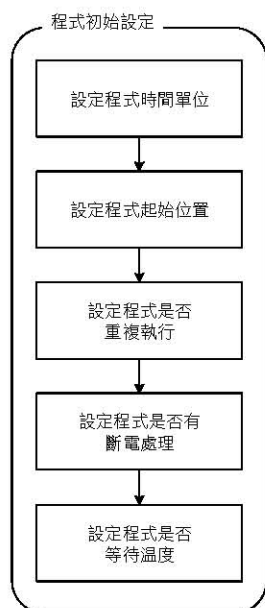 程式初始設定
設定程式時間單位
設定程式起始位置
設定程式是否
重複執行
設定程式是否有
斷電處理
設定程式是否
等待温度